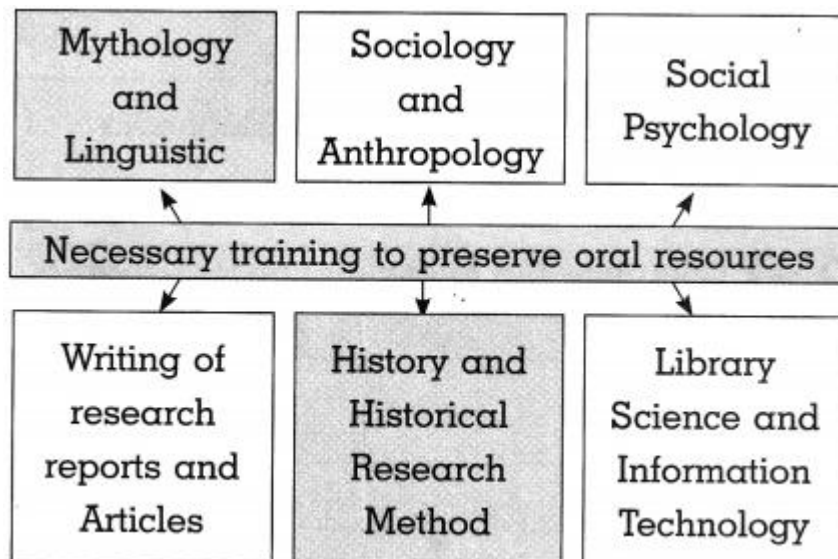 Mythology
and
Linguistic
Sociology
and
Anthropology
Social
Psychology
Necessary training to preserve oral resources
Writing of
research
reports and
Articles
History and
Historical
Research
Method
Library
Science and
Information
Technology